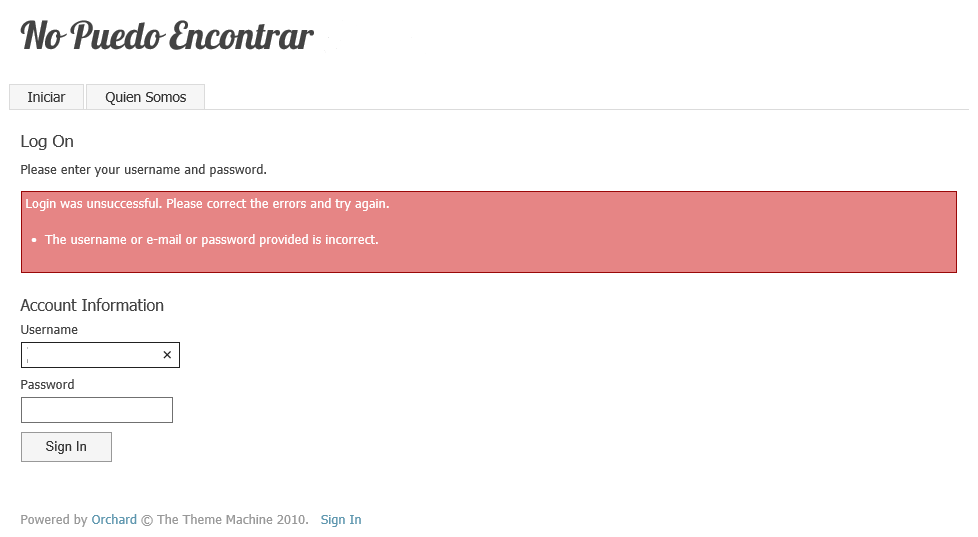 No Puedo Encontrar
Iniciar Quien Somos
Log On
Please enter your username and password.
Login was unsuccessful. Please correct the errors and try again.
• The username or e-mail or password provided is incorrect.
Account Information
Username
×
Password
Sign In
Powered by Orchard © The Theme Machine 2010. Sign In